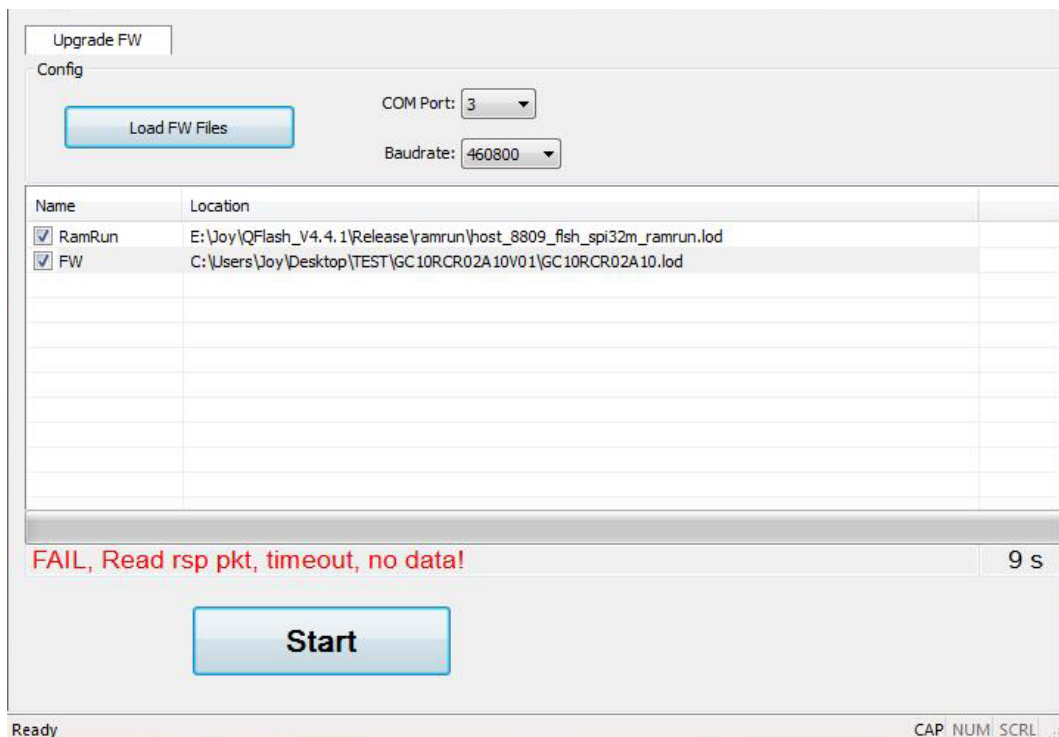 Upgrade FW
Config
Load FW Files
COM Port: 3
Baudrate: 460800
Name Location
RamRun E:\Joy\QFlash_V4.4.1\Release\ramrun\host_8809_flsh_spi32m_ramrun.lod
FW C:\Users\Joy\Desktop\TEST\GC10RCR02A10V01\GC10RCR02A10.lod
FAIL, Read rsp pkt, timeout, no data! 9 s
Start
Ready CAP NUM SCRL